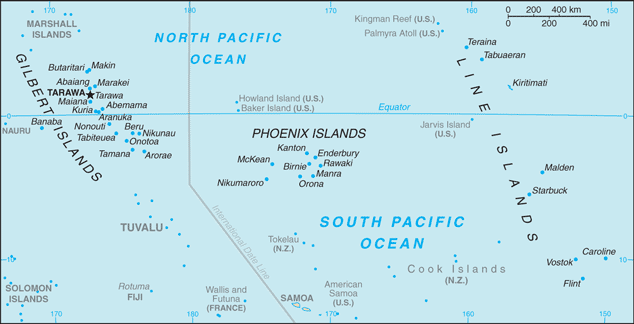 170
180
170
160
150
0 200 400 km
0 200 400 mi
MARSHALL
ISLANDS
NORTH PACIFIC
OCEAN
Kingman Reef (U.S.)
Palmyra Atoll (U.S.)
Teraina
Tabuaeran
Kiritimati
Butaritari
Makin
Abaiang
Marakei
TARAWA
Tarawa
Maiana
Abemama
Kuria
Aranuka
GILBERT ISLANDS
LINE ISLANDS
Howland Island (U.S.)
Baker Island (U.S.)
Equator
0
0
NAURU
Banaba
Nonouti
Beru
Nikunau
Tabiteuea
Onotoa
Tamana
Arorae
Jarvis Island
(U.S.)
PHOENIX ISLANDS
Kanton
Enderbury
McKean
Birnie
Rawaki
Manra
Nikumaroro
Orona
Malden
Starbuck
TUVALU
International Date Line
SOUTH PACIFIC
OCEAN
Tokelau
(N.Z.)
Cook Islands
(N.Z.)
Vostok
Caroline
Flint
10
10
SOLOMON
ISLANDS
Rotuma
FIJI
Wallis and
Futuna
(FRANCE)
SAMOA
American
Samoa
(U.S.)
170
180
170
160
150